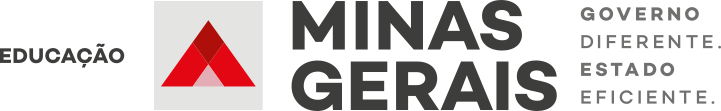 EDUCAÇÃO
MINAS
GERAIS
GOVERNO
DIFERENTE.
ESTADO
EFICIENTE.